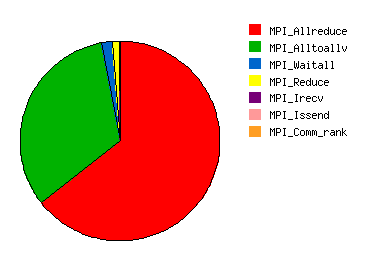 MPI_Allreduce
MPI_Alltoallv
MPI_Waitall
MPI_Reduce
MPI_Irecv
MPI_Issend
MPI_Comm_rank